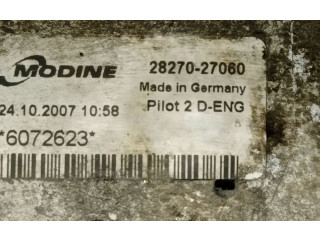 MODINE 28270-27060
Made in Germany
24.10.2007 10:58 Pilot 2 D-ENG
*6072623*